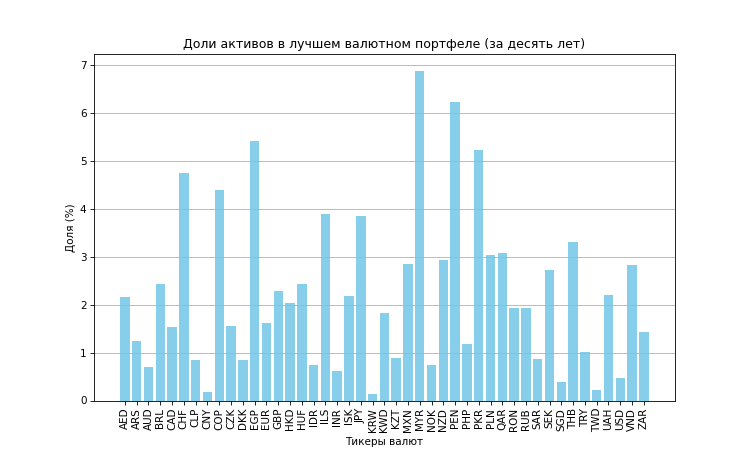 Доли активов в лучшем валютном портфеле (за десять лет)
Доля (%)
7
6
5
4
3
2
1
0
AED ARS AUD BRL CAD CHF CLP CNY COP CZK DKK EGP EUR GBP HKD HUF IDR ILS INR ISK JPY KRW KWD KZT MXN MYR NOK NZD PEN PHP PKR PLN QAR RON RUB SAR SEK SGD THB TRY TWD UAH USD VND ZAR
Тикеры валют